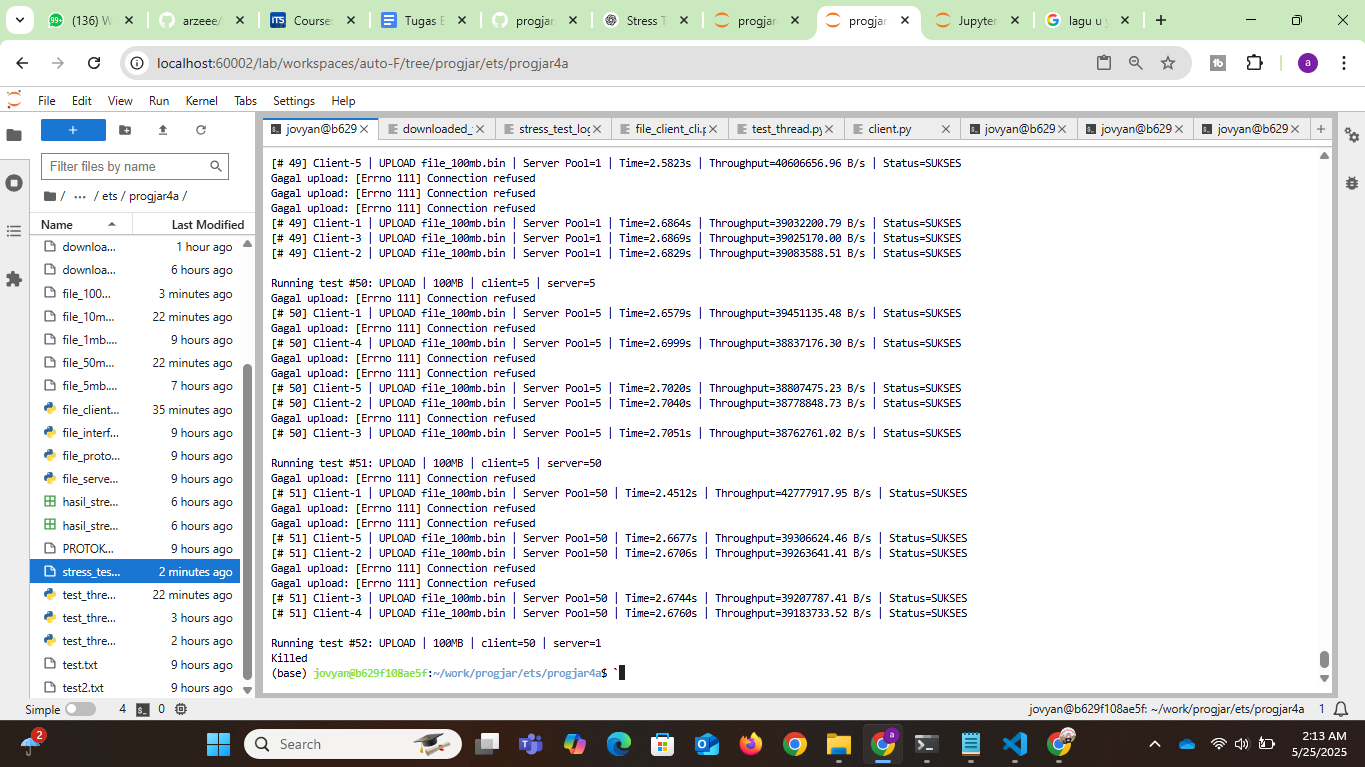 (136) W
arzeee/
ITS
Course:
Tugas E
progjar
Stress T
progjar-
progjar
Jupyter
lagu u y
localhost:60002/lab/workspaces/auto-F/tree/progjar/ets/progjar4a
a
File Edit View Run Kernel Tabs Settings Help
+
Filter files by name
/ ... / ets / progjar4a /
Name Last Modified
downloa... 1 hour ago
downloa... 6 hours ago
file_100... 3 minutes ago
file_10m... 22 minutes ago
file_1mb.... 9 hours ago
file_50m... 22 minutes ago
file_5mb.... 7 hours ago
file_client... 35 minutes ago
file_interf... 9 hours ago
file_proto... 9 hours ago
file_serve... 9 hours ago
hasil_stre... 6 hours ago
hasil_stre... 6 hours ago
PROTOK... 9 hours ago
stress_tes... 2 minutes ago
test_thre... 22 minutes ago
test_thre... 3 hours ago
test_thre... 2 hours ago
test.txt 9 hours ago
test2.txt 9 hours ago
jovyan@b629
downloaded_
stress_test_log
file_client_cli.p
test_thread.py
client.py
jovyan@b629
jovyan@b629
jovyan@b629
[# 49] Client-5 | UPLOAD file_100mb.bin | Server Pool=1 | Time=2.5823s | Throughput=40606656.96 B/s | Status=SUKSES
Gagal upload: [Errno 111] Connection refused
Gagal upload: [Errno 111] Connection refused
Gagal upload: [Errno 111] Connection refused
[# 49] Client-1 | UPLOAD file_100mb.bin | Server Pool=1 | Time=2.6864s | Throughput=39032200.79 B/s | Status=SUKSES
[# 49] Client-3 | UPLOAD file_100mb.bin | Server Pool=1 | Time=2.6869s | Throughput=39025170.00 B/s | Status=SUKSES
[# 49] Client-2 | UPLOAD file_100mb.bin | Server Pool=1 | Time=2.6829s | Throughput=39083588.51 B/s | Status=SUKSES
Running test #50: UPLOAD | 100MB | client=5 | server=5
Gagal upload: [Errno 111] Connection refused
[# 50] Client-1 | UPLOAD file_100mb.bin | Server Pool=5 | Time=2.6579s | Throughput=39451135.48 B/s | Status=SUKSES
Gagal upload: [Errno 111] Connection refused
[# 50] Client-4 | UPLOAD file_100mb.bin | Server Pool=5 | Time=2.6999s | Throughput=38837176.30 B/s | Status=SUKSES
Gagal upload: [Errno 111] Connection refused
Gagal upload: [Errno 111] Connection refused
[# 50] Client-5 | UPLOAD file_100mb.bin | Server Pool=5 | Time=2.7020s | Throughput=38807475.23 B/s | Status=SUKSES
[# 50] Client-2 | UPLOAD file_100mb.bin | Server Pool=5 | Time=2.7040s | Throughput=38778848.73 B/s | Status=SUKSES
Gagal upload: [Errno 111] Connection refused
[# 50] Client-3 | UPLOAD file_100mb.bin | Server Pool=5 | Time=2.7051s | Throughput=38762761.02 B/s | Status=SUKSES
Running test #51: UPLOAD | 100MB | client=5 | server=50
Gagal upload: [Errno 111] Connection refused
[# 51] Client-1 | UPLOAD file_100mb.bin | Server Pool=50 | Time=2.4512s | Throughput=42777917.95 B/s | Status=SUKSES
Gagal upload: [Errno 111] Connection refused
Gagal upload: [Errno 111] Connection refused
[# 51] Client-5 | UPLOAD file_100mb.bin | Server Pool=50 | Time=2.6677s | Throughput=39306624.46 B/s | Status=SUKSES
[# 51] Client-2 | UPLOAD file_100mb.bin | Server Pool=50 | Time=2.6706s | Throughput=39263641.41 B/s | Status=SUKSES
Gagal upload: [Errno 111] Connection refused
Gagal upload: [Errno 111] Connection refused
[# 51] Client-3 | UPLOAD file_100mb.bin | Server Pool=50 | Time=2.6744s | Throughput=39207787.41 B/s | Status=SUKSES
[# 51] Client-4 | UPLOAD file_100mb.bin | Server Pool=50 | Time=2.6760s | Throughput=39183733.52 B/s | Status=SUKSES
Running test #52: UPLOAD | 100MB | client=50 | server=1
Killed
(base) jovyan@b629f108ae5f:~/work/progjar/ets/progjar4a$ `
Simple 4 0
jovyan@b629f108ae5f: ~/work/progjar/ets/progjar4a 1
2
Search
2:13 AM
5/25/2025